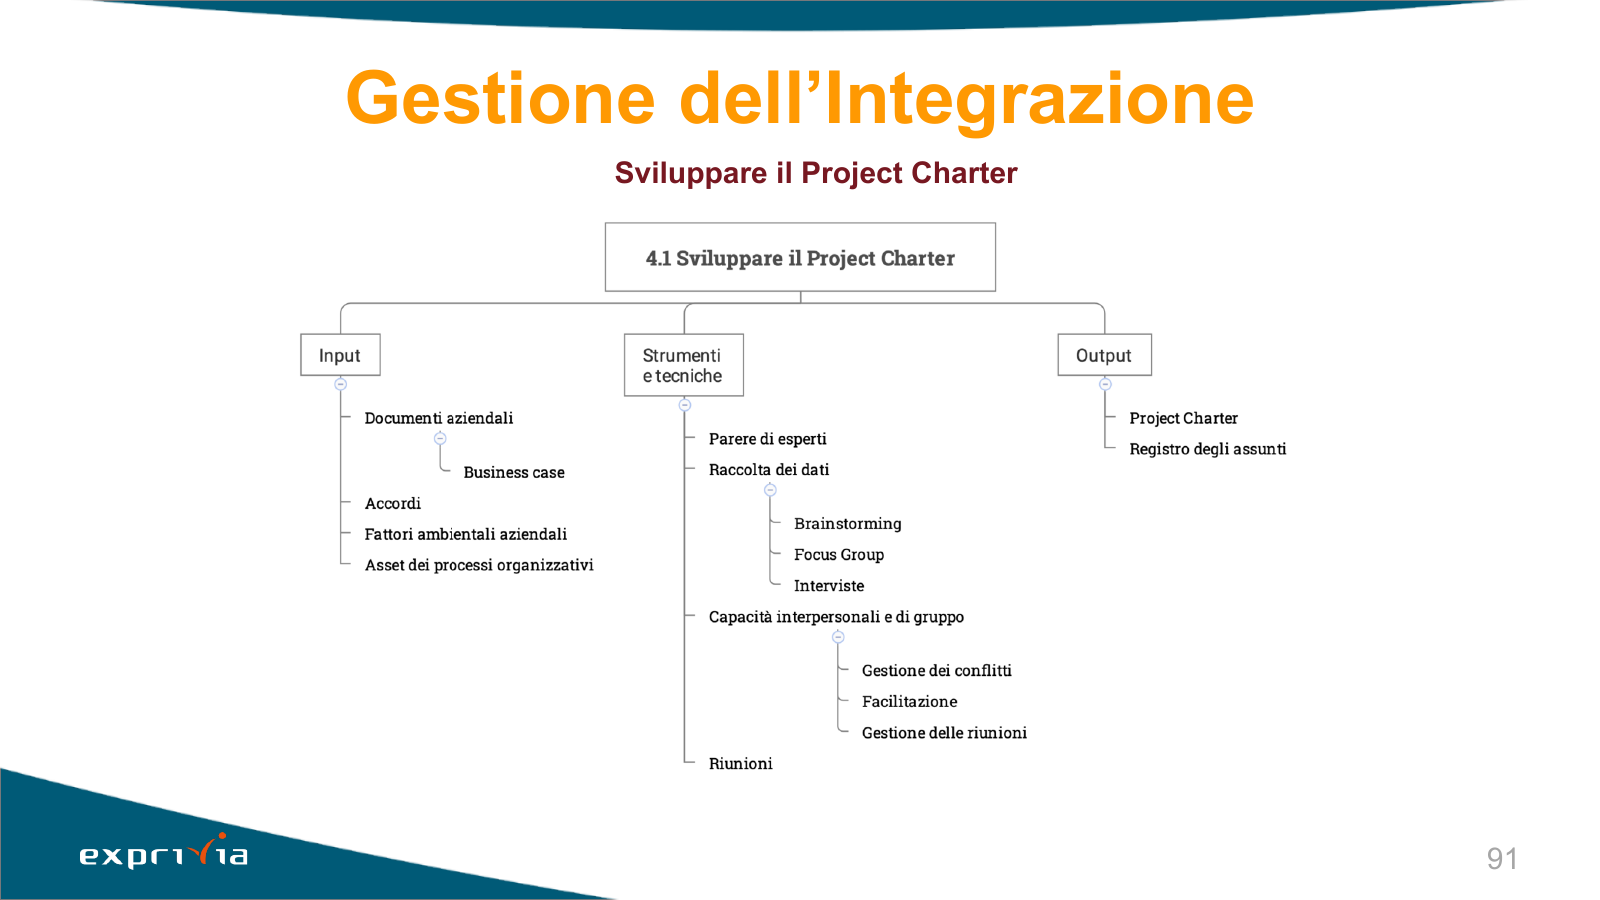 Gestione dell’Integrazione
Sviluppare il Project Charter
4.1 Sviluppare il Project Charter
Input
Documenti aziendali
Business case
Accordi
Fattori ambientali aziendali
Asset dei processi organizzativi
Strumenti
e tecniche
Parere di esperti
Raccolta dei dati
Brainstorming
Focus Group
Interviste
Capacità interpersonali e di gruppo
Gestione dei conflitti
Facilitazione
Gestione delle riunioni
Riunioni
Output
Project Charter
Registro degli assunti
exprivia
91